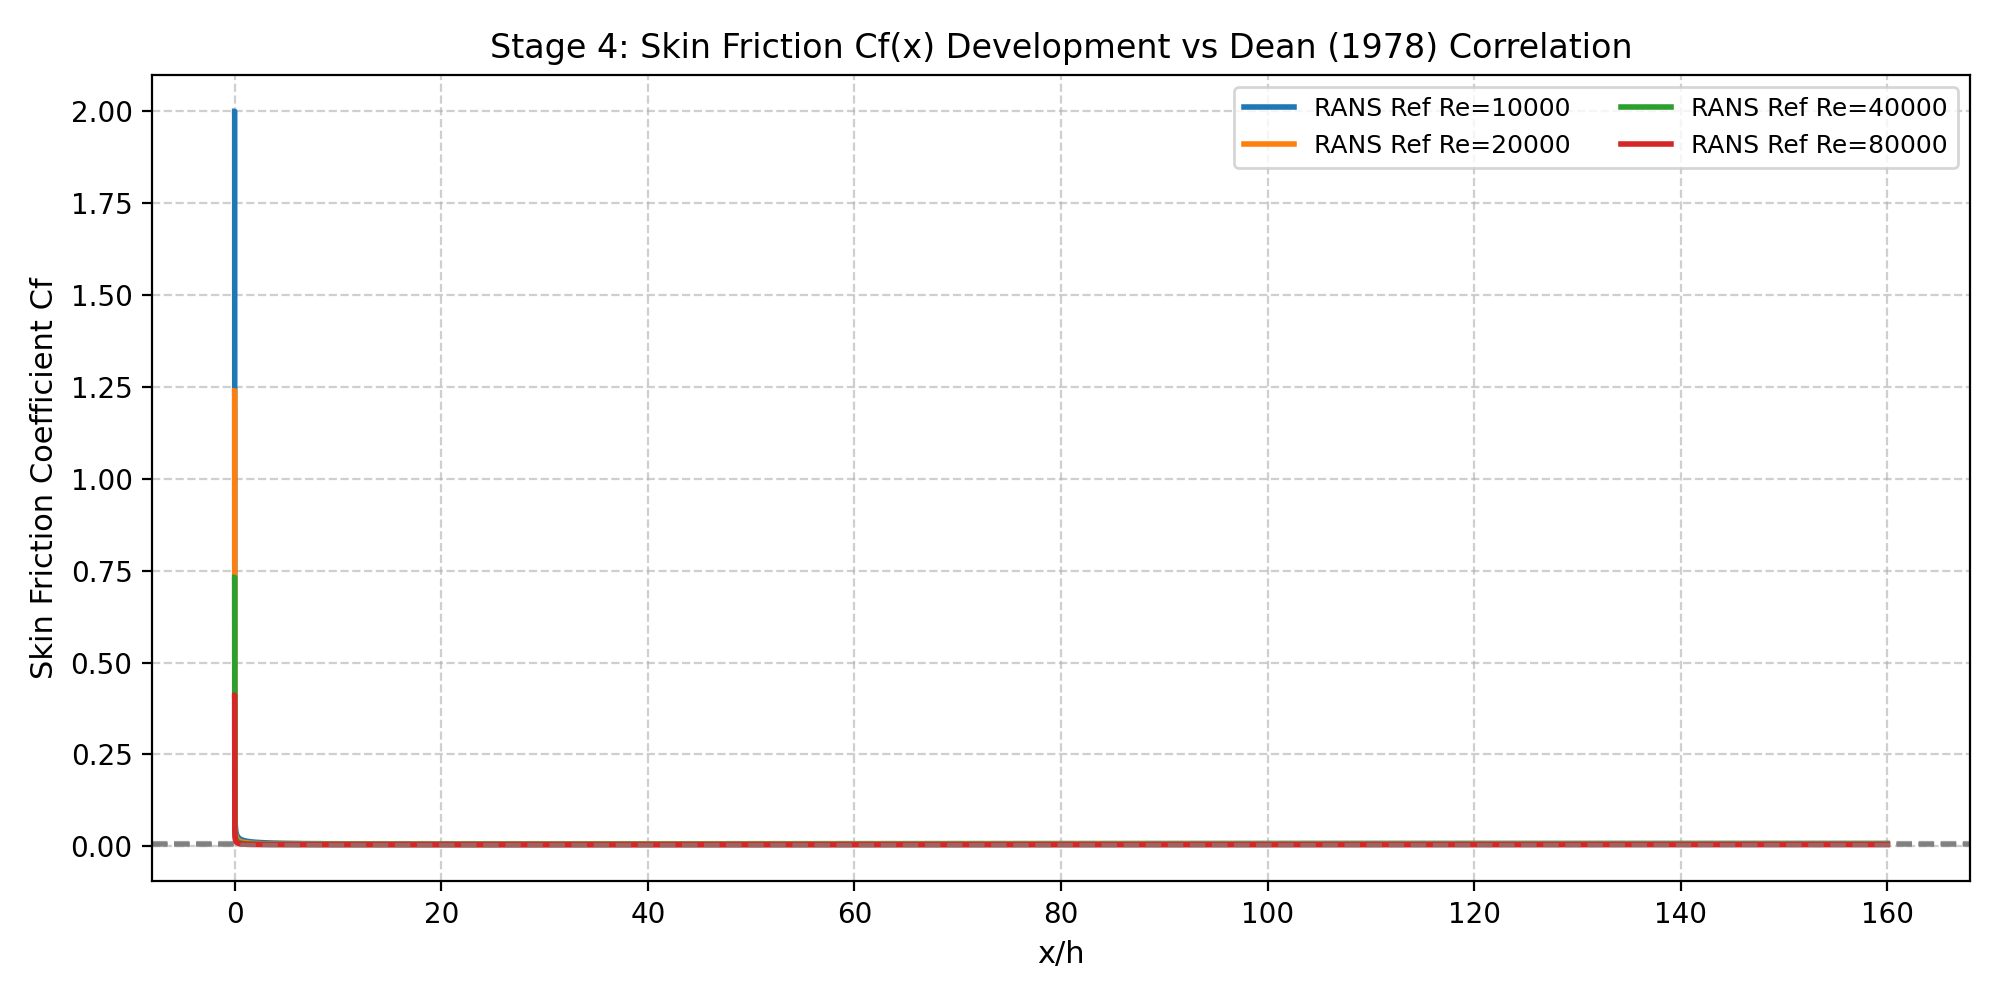 Stage 4: Skin Friction Cf(x) Development vs Dean (1978) Correlation
RANS Ref Re=10000
RANS Ref Re=20000
RANS Ref Re=40000
RANS Ref Re=80000
Skin Friction Coefficient Cf
2.00
1.75
1.50
1.25
1.00
0.75
0.50
0.25
0.00
0 20 40 60 80 100 120 140 160
x/h